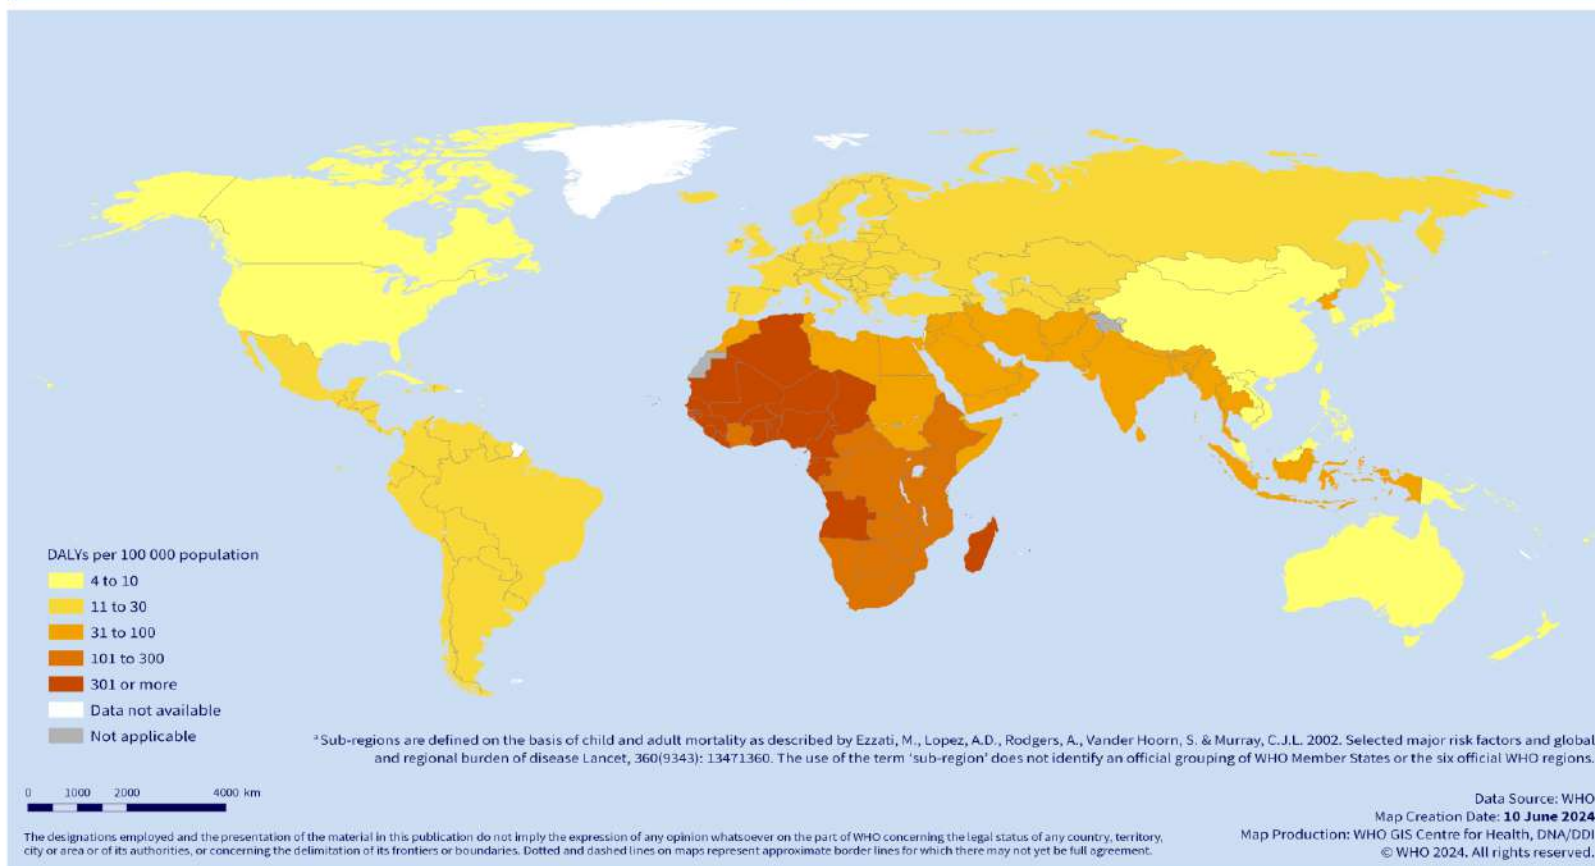 DALYs per 100 000 population
4 to 10
11 to 30
31 to 100
101 to 300
301 or more
Data not available
Not applicable
ᵃ Sub-regions are defined on the basis of child and adult mortality as described by Ezzati, M., Lopez, A.D., Rodgers, A., Vander Hoorn, S. & Murray, C.J.L. 2002. Selected major risk factors and global
and regional burden of disease Lancet, 360(9343): 13471360. The use of the term 'sub-region' does not identify an official grouping of WHO Member States or the six official WHO regions.
0 1000 2000 4000 km
The designations employed and the presentation of the material in this publication do not imply the expression of any opinion whatsoever on the part of WHO concerning the legal status of any country, territory,
city or area or of its authorities, or concerning the delimitation of its frontiers or boundaries. Dotted and dashed lines on maps represent approximate border lines for which there may not yet be full agreement.
Data Source: WHO
Map Creation Date: 10 June 2024
Map Production: WHO GIS Centre for Health, DNA/DDI
© WHO 2024. All rights reserved.